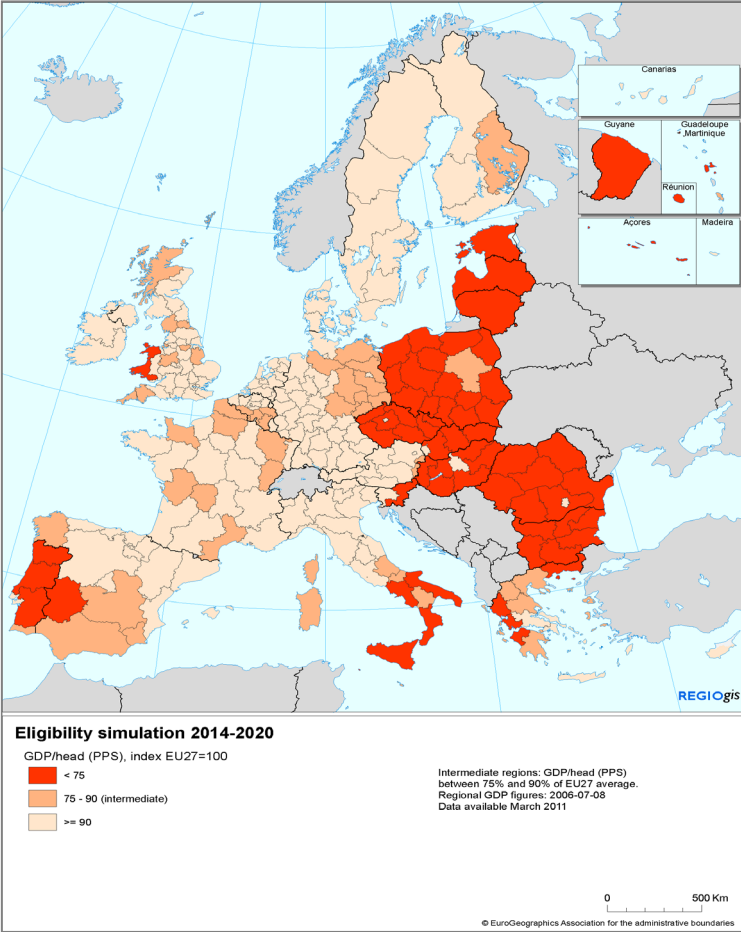 Canarias
Guyane
Guadeloupe
Martinique
Réunion
Açores
Madeira
REGIOgis
Eligibility simulation 2014-2020
GDP/head (PPS), index EU27=100
< 75
75 - 90 (intermediate)
>= 90
Intermediate regions: GDP/head (PPS)
between 75% and 90% of EU27 average.
Regional GDP figures: 2006-07-08
Data available March 2011
0 500 Km
© EuroGeographics Association for the administrative boundaries